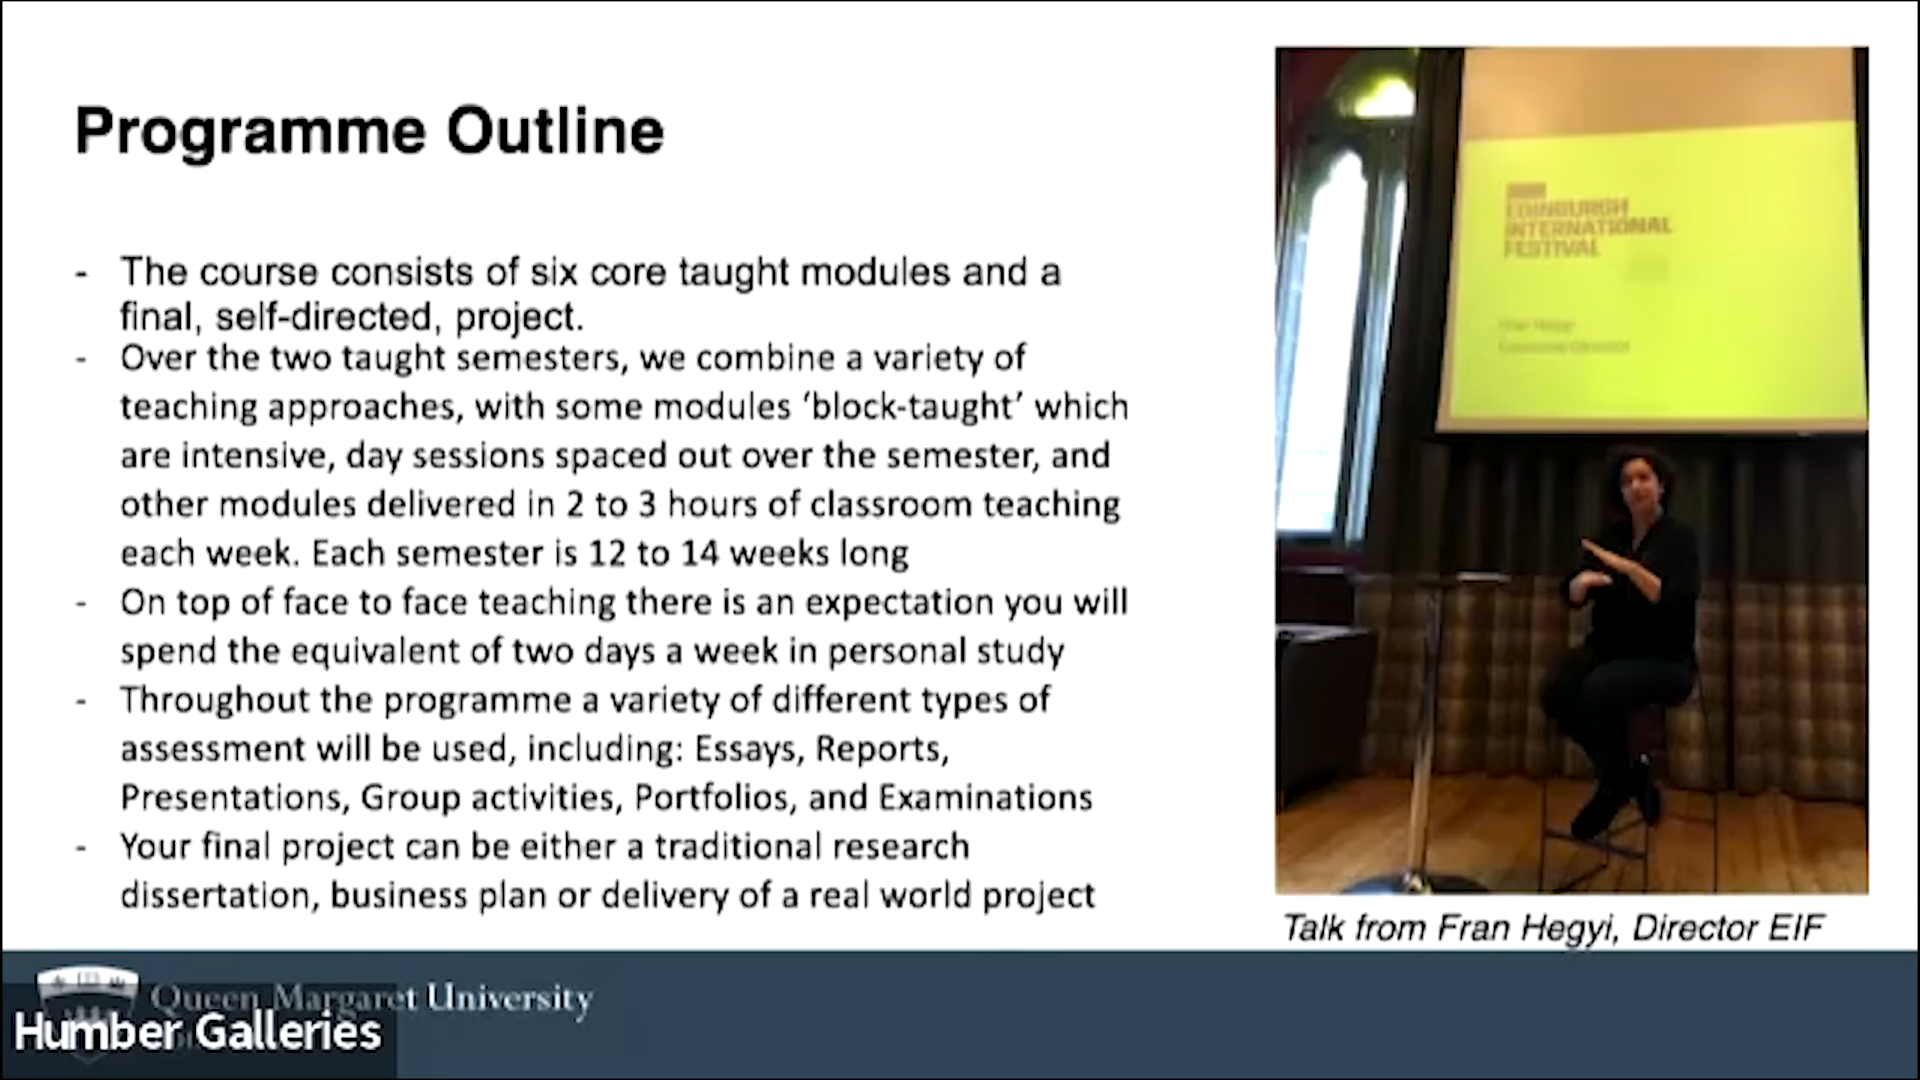 Programme Outline
- The course consists of six core taught modules and a
final, self-directed, project.
- Over the two taught semesters, we combine a variety of
teaching approaches, with some modules ‘block-taught’ which
are intensive, day sessions spaced out over the semester, and
other modules delivered in 2 to 3 hours of classroom teaching
each week. Each semester is 12 to 14 weeks long
- On top of face to face teaching there is an expectation you will
spend the equivalent of two days a week in personal study
- Throughout the programme a variety of different types of
assessment will be used, including: Essays, Reports,
Presentations, Group activities, Portfolios, and Examinations
- Your final project can be either a traditional research
dissertation, business plan or delivery of a real world project
EDINBURGH
INTERNATIONAL
FESTIVAL
Talk from Fran Hegyi, Director EIF
Queen Margaret University
Humber Galleries